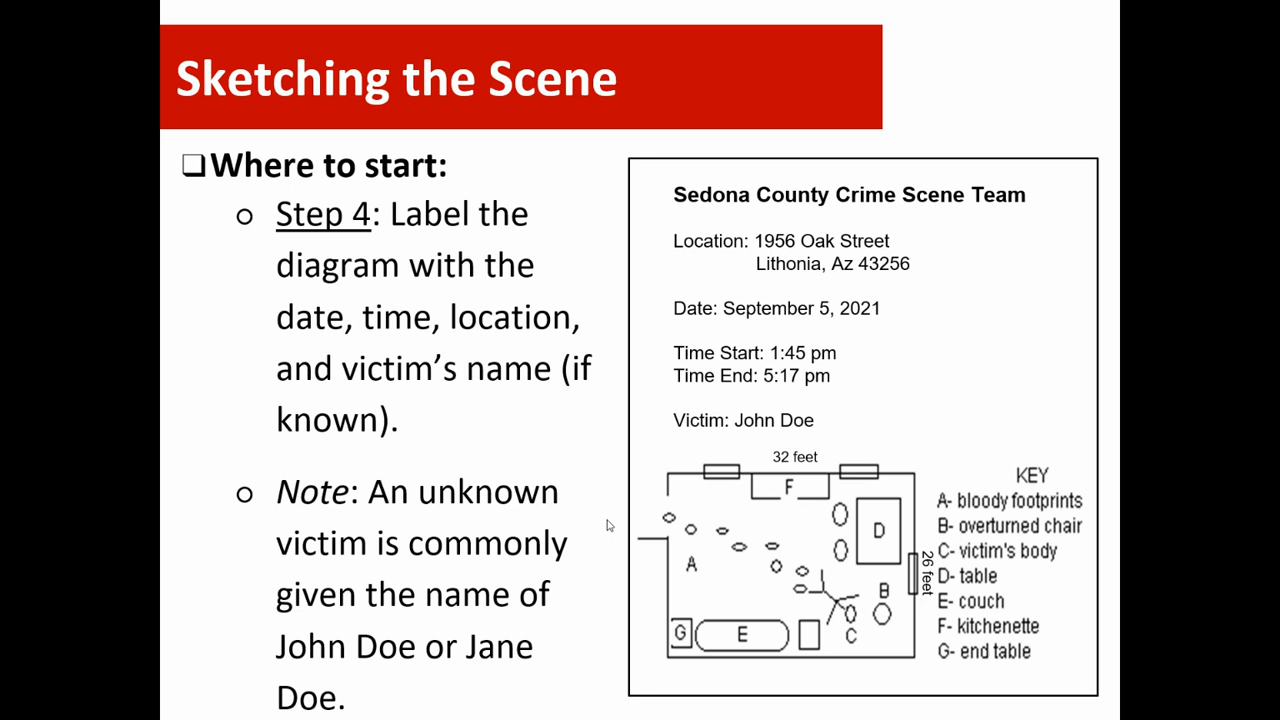 Sketching the Scene
❑Where to start:
○ Step 4: Label the
diagram with the
date, time, location,
and victim’s name (if
known).
○ Note: An unknown
victim is commonly
given the name of
John Doe or Jane
Doe.
Sedona County Crime Scene Team
Location: 1956 Oak Street
Lithonia, Az 43256
Date: September 5, 2021
Time Start: 1:45 pm
Time End: 5:17 pm
Victim: John Doe
32 feet
F
D
A
B
G
E
C
26 feet
KEY
A- bloody footprints
B- overturned chair
C- victim's body
D- table
E- couch
F- kitchenette
G- end table